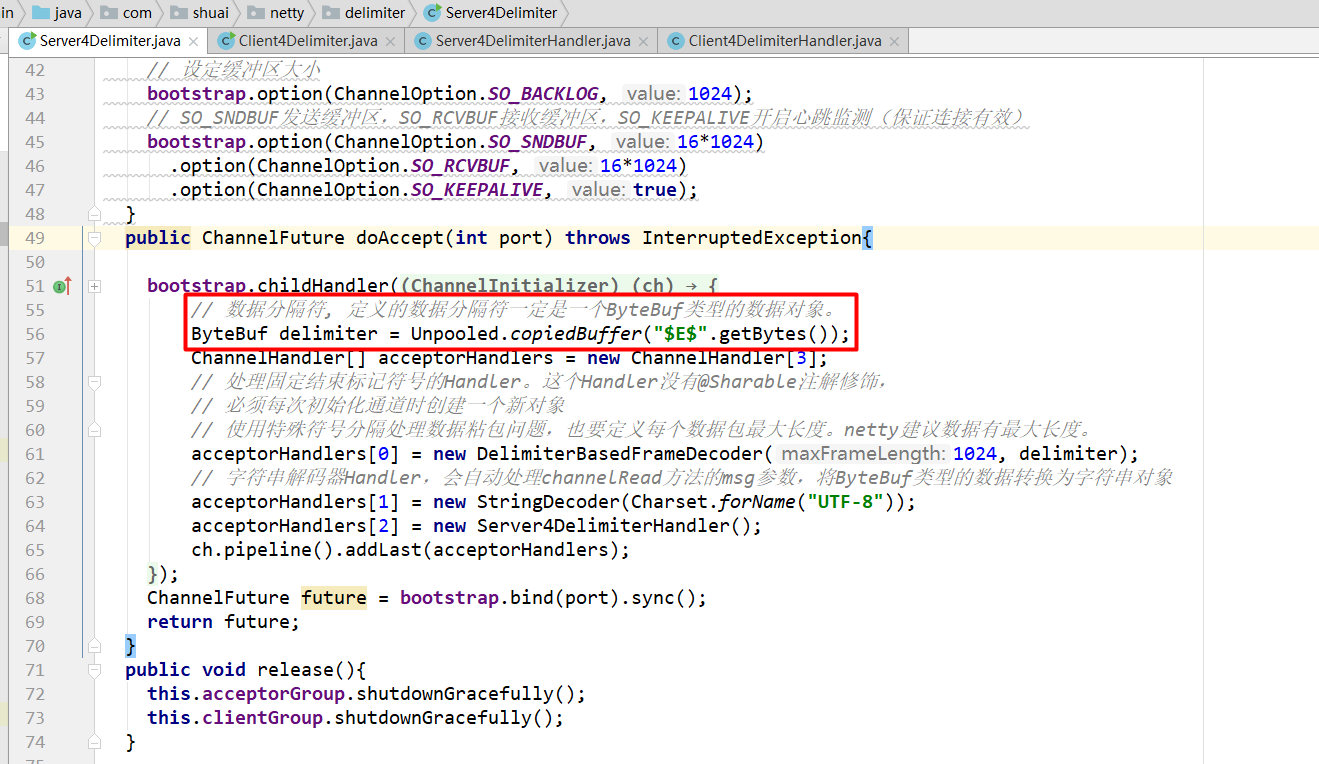 in java com shuai netty delimiter Server4Delimiter
Server4Delimiter.java Client4Delimiter.java Server4DelimiterHandler.java Client4DelimiterHandler.java
42 // 设定缓冲区大小
43 bootstrap.option(ChannelOption.SO_BACKLOG, value: 1024);
44 // SO_SNDBUF发送缓冲区，SO_RCVBUF接收缓冲区，SO_KEEPALIVE开启心跳监测（保证连接有效）
45 bootstrap.option(ChannelOption.SO_SNDBUF, value: 16*1024)
46 .option(ChannelOption.SO_RCVBUF, value: 16*1024)
47 .option(ChannelOption.SO_KEEPALIVE, value: true);
48 }
49 public ChannelFuture doAccept(int port) throws InterruptedException{
50
51 bootstrap.childHandler((ChannelInitializer) (ch) → {
55 // 数据分隔符, 定义的数据分隔符一定是一个ByteBuf类型的数据对象。
56 ByteBuf delimiter = Unpooled.copiedBuffer("$E$".getBytes());
57 ChannelHandler[] acceptorHandlers = new ChannelHandler[3];
58 // 处理固定结束标记符号的Handler。这个Handler没有@Sharable注解修饰，
59 // 必须每次初始化通道时创建一个新对象
60 // 使用特殊符号分隔处理数据粘包问题，也要定义每个数据包最大长度。netty建议数据有最大长度。
61 acceptorHandlers[0] = new DelimiterBasedFrameDecoder( maxFrameLength: 1024, delimiter);
62 // 字符串解码器Handler，会自动处理channelRead方法的msg参数，将ByteBuf类型的数据转换为字符串对象
63 acceptorHandlers[1] = new StringDecoder(Charset.forName("UTF-8"));
64 acceptorHandlers[2] = new Server4DelimiterHandler();
65 ch.pipeline().addLast(acceptorHandlers);
66 });
68 ChannelFuture future = bootstrap.bind(port).sync();
69 return future;
70 }
71 public void release(){
72 this.acceptorGroup.shutdownGracefully();
73 this.clientGroup.shutdownGracefully();
74 }
75